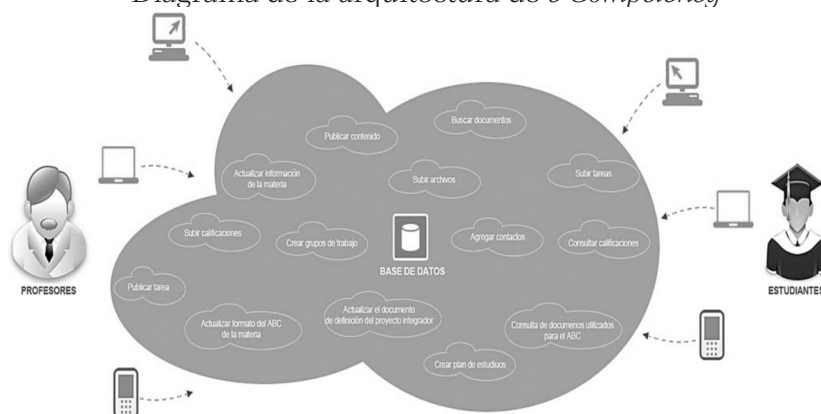 Diagrama de la arquitectura de e-Competency
Buscar documentos
Publicar contenido
Actualizar información
de la materia
Subir archivos
Subir tareas
Subir calificaciones
Crear grupos de trabajo
Agregar contactos
Consultar calificaciones
BASE DE DATOS
PROFESORES
ESTUDIANTES
Publicar tarea
Actualizar formato del ABC
de la materia
Actualizar el documento
de definición del proyecto integrador
Consulta de documenos utilizados
para el ABC
Crear plan de estudiuos